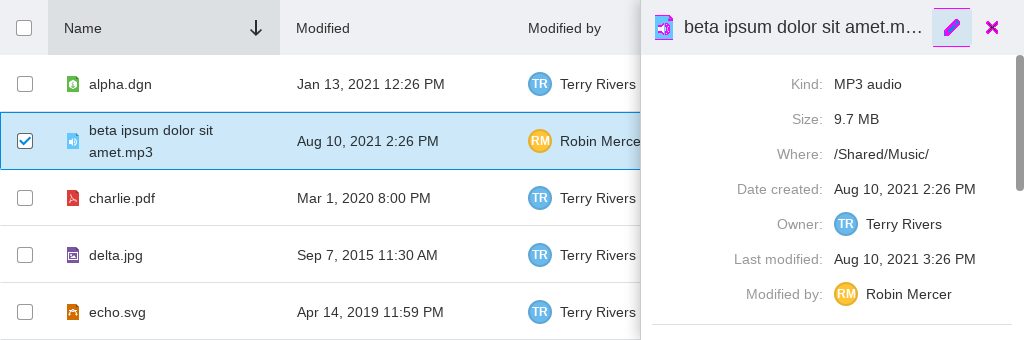 Name Modified Modified by
alpha.dgn Jan 13, 2021 12:26 PM TR Terry Rivers
beta ipsum dolor sit
amet.mp3 Aug 10, 2021 2:26 PM RM Robin Mercer
charlie.pdf Mar 1, 2020 8:00 PM TR Terry Rivers
delta.jpg Sep 7, 2015 11:30 AM TR Terry Rivers
echo.svg Apr 14, 2019 11:59 PM TR Terry Rivers
beta ipsum dolor sit amet.m...
Kind: MP3 audio
Size: 9.7 MB
Where: /Shared/Music/
Date created: Aug 10, 2021 2:26 PM
Owner: TR Terry Rivers
Last modified: Aug 10, 2021 3:26 PM
Modified by: RM Robin Mercer